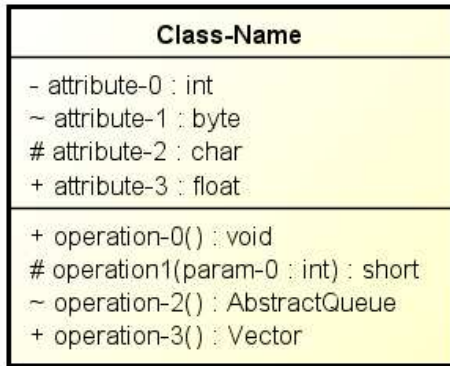 Class-Name
- attribute-0 : int
~ attribute-1 : byte
# attribute-2 : char
+ attribute-3 : float
+ operation-0() : void
# operation1(param-0 : int) : short
~ operation-2() : AbstractQueue
+ operation-3() : Vector